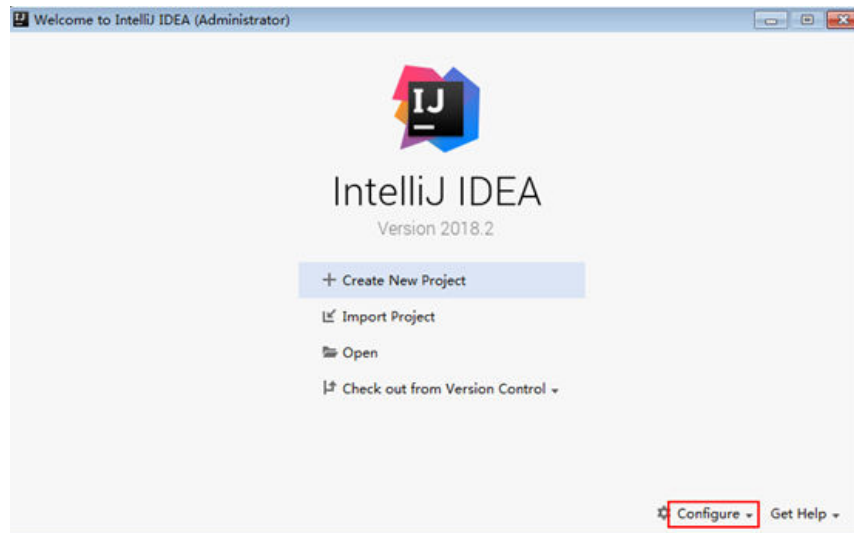 Welcome to IntelliJ IDEA (Administrator)
IJ
IntelliJ IDEA
Version 2018.2
Create New Project
Import Project
Open
Check out from Version Control
Configure Get Help